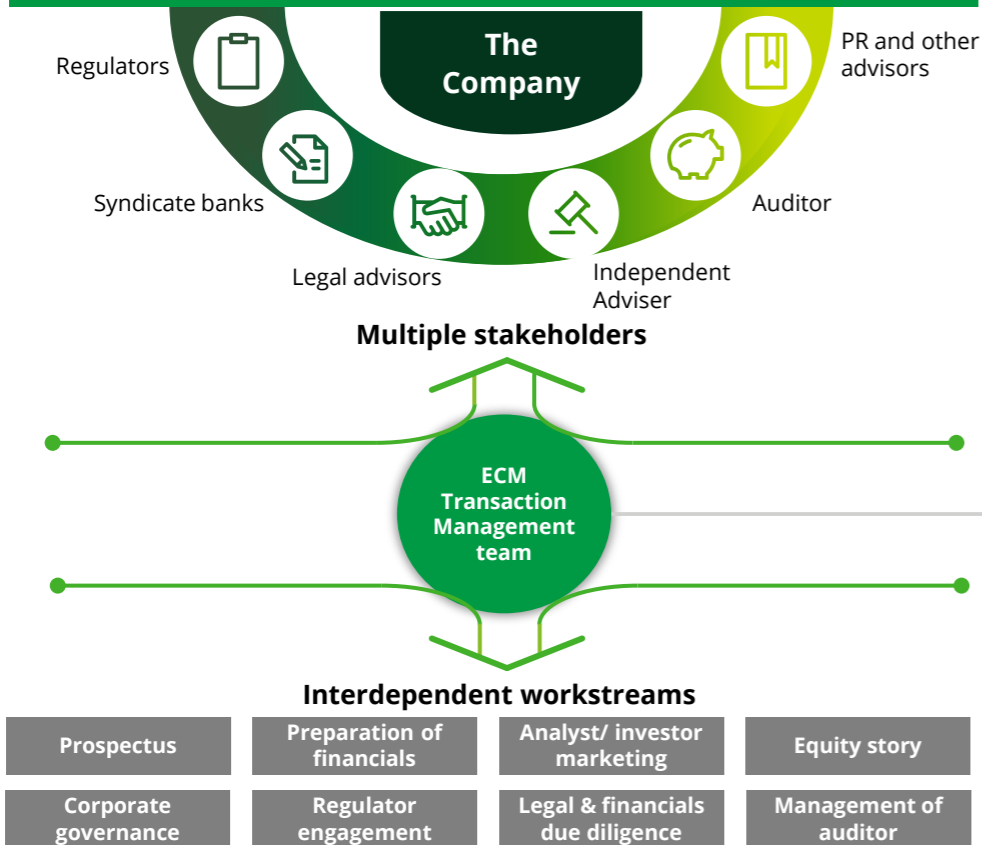 The
Company
Regulators
PR and other
advisors
Syndicate banks
Auditor
Legal advisors
Independent
Adviser
Multiple stakeholders
ECM
Transaction
Management
team
Interdependent workstreams
Prospectus
Preparation of
financials
Analyst/ investor
marketing
Equity story
Corporate
governance
Regulator
engagement
Legal & financials
due diligence
Management of
auditor